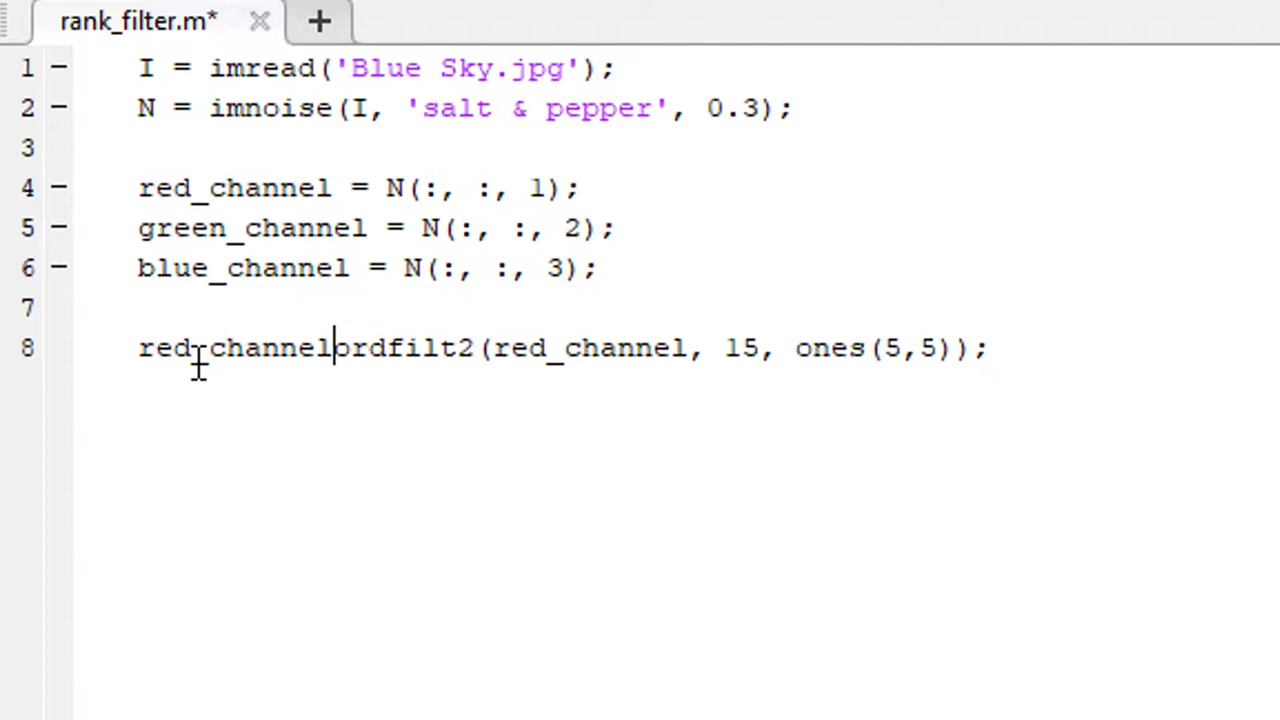 rank_filter.m*
1 I = imread('Blue Sky.jpg');
2 N = imnoise(I, 'salt & pepper', 0.3);
3
4 red_channel = N(:, :, 1);
5 green_channel = N(:, :, 2);
6 blue_channel = N(:, :, 3);
7
8 red_channelordfilt2(red_channel, 15, ones(5,5));